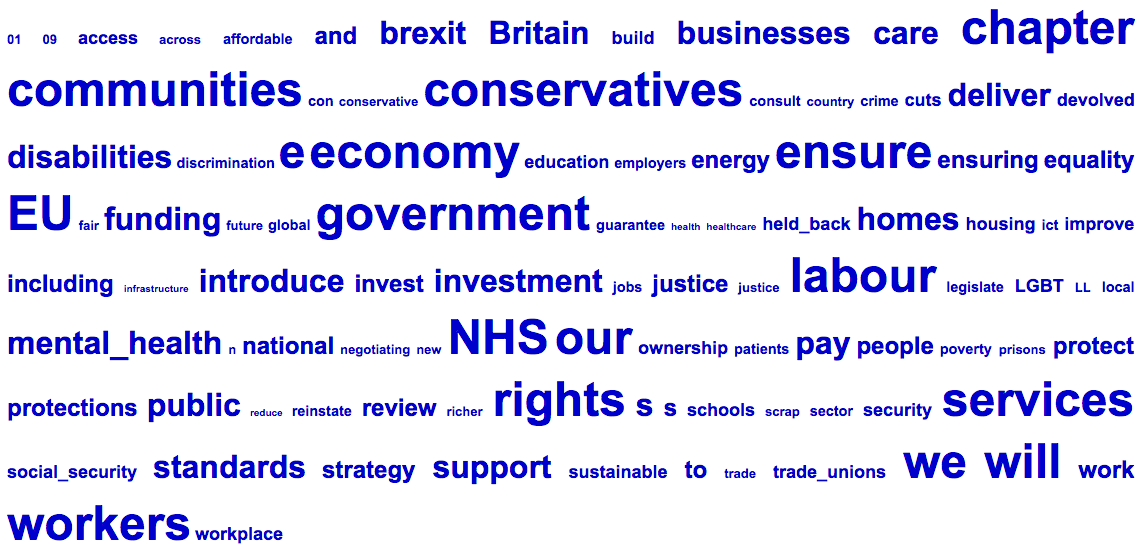 01 09 access across affordable and brexit Britain build businesses care chapter
communities con conservative conservatives consult country crime cuts deliver devolved
disabilities discrimination e economy education employers energy ensure ensuring equality
EU fair funding future global government guarantee health healthcare held_back homes housing ict improve
including infrastructure introduce invest investment jobs justice justice labour legislate LGBT LL local
mental_health n national negotiating new NHS our ownership patients pay people poverty prisons protect
protections public reduce reinstate review richer rights s s schools scrap sector security services
social_security standards strategy support sustainable to trade trade_unions we will work
workers workplace